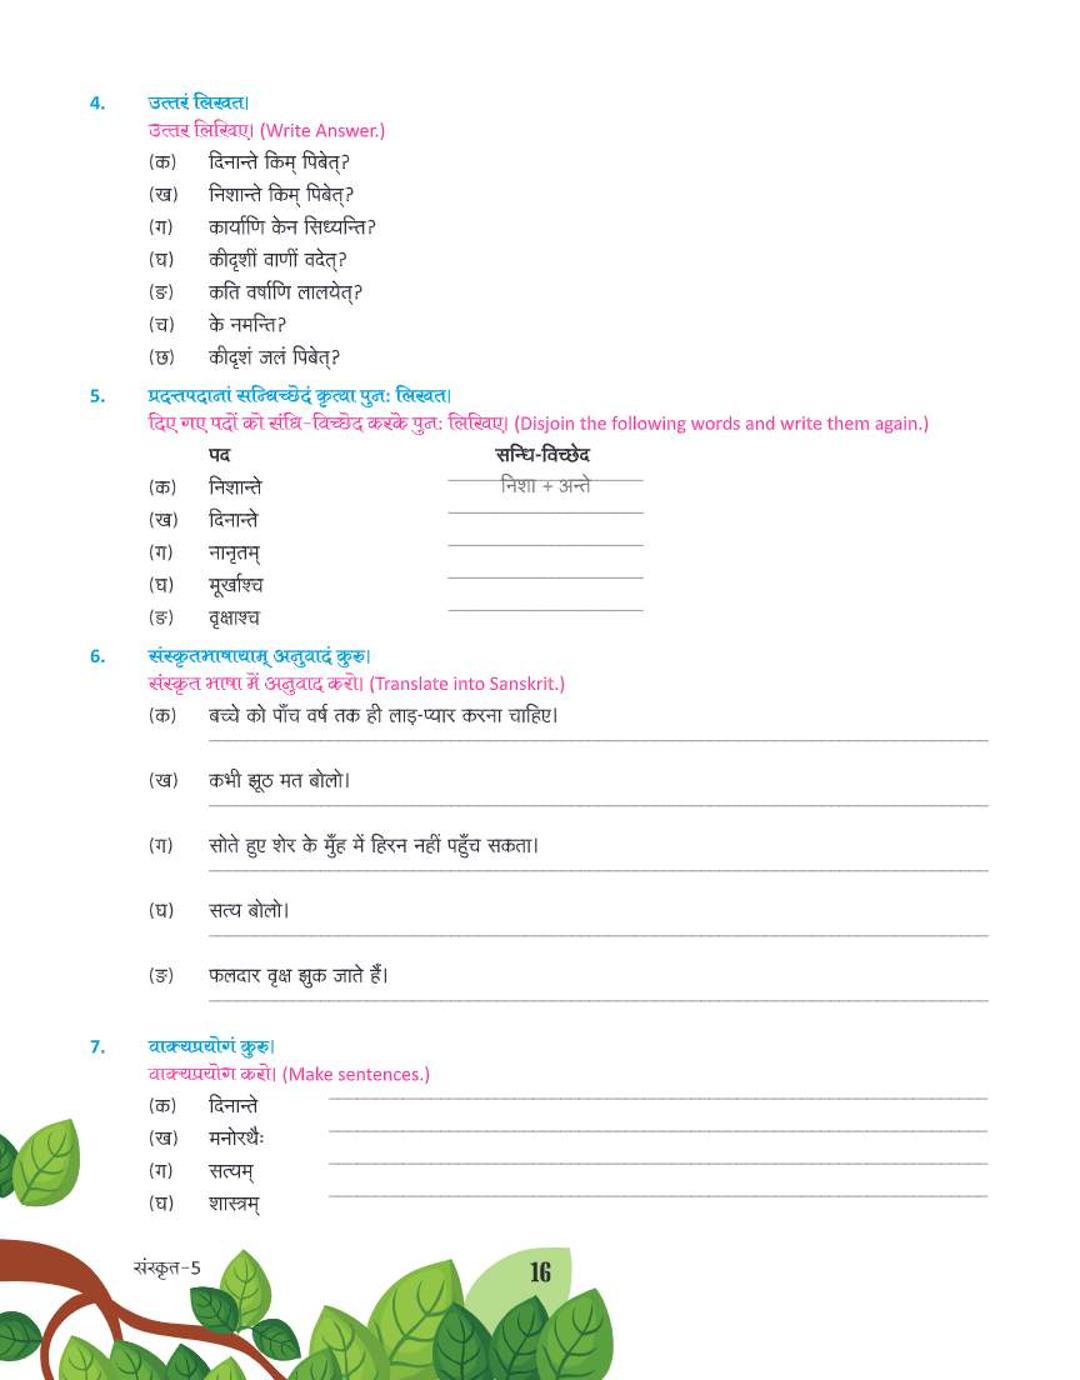 4. उत्तरं लिखत।
उत्तर लिखिए। (Write Answer.)
(क) दिनान्ते किम् पिबेत्?
(ख) निशान्ते किम् पिबेत्?
(ग) कार्याणि केन सिध्यन्ति?
(घ) कीदृशीं वाणीं वदेत्?
(ङ) कति वर्षाणि लालयेत्?
(च) के नमन्ति?
(छ) कीदृशं जलं पिबेत्?
5. प्रदत्तपदानां सन्धिच्छेदं कृत्वा पुनः लिखत।
दिए गए पदों को संधि-विच्छेद करके पुनः लिखिए। (Disjoin the following words and write them again.)
पद सन्धि-विच्छेद
(क) निशान्ते निशा + अन्ते
(ख) दिनान्ते
(ग) नानृतम्
(घ) मूर्खाश्च
(ङ) वृक्षाश्च
6. संस्कृतभाषायाम् अनुवादं कुरु।
संस्कृत भाषा में अनुवाद करो। (Translate into Sanskrit.)
(क) बच्चे को पाँच वर्ष तक ही लाड़-प्यार करना चाहिए।
(ख) कभी झूठ मत बोलो।
(ग) सोते हुए शेर के मुँह में हिरन नहीं पहुँच सकता।
(घ) सत्य बोलो।
(ङ) फलदार वृक्ष झुक जाते हैं।
7. वाक्यप्रयोगं कुरु।
वाक्यप्रयोग करो। (Make sentences.)
(क) दिनान्ते
(ख) मनोरथैः
(ग) सत्यम्
(घ) शास्त्रम्
संस्कृत-5 16